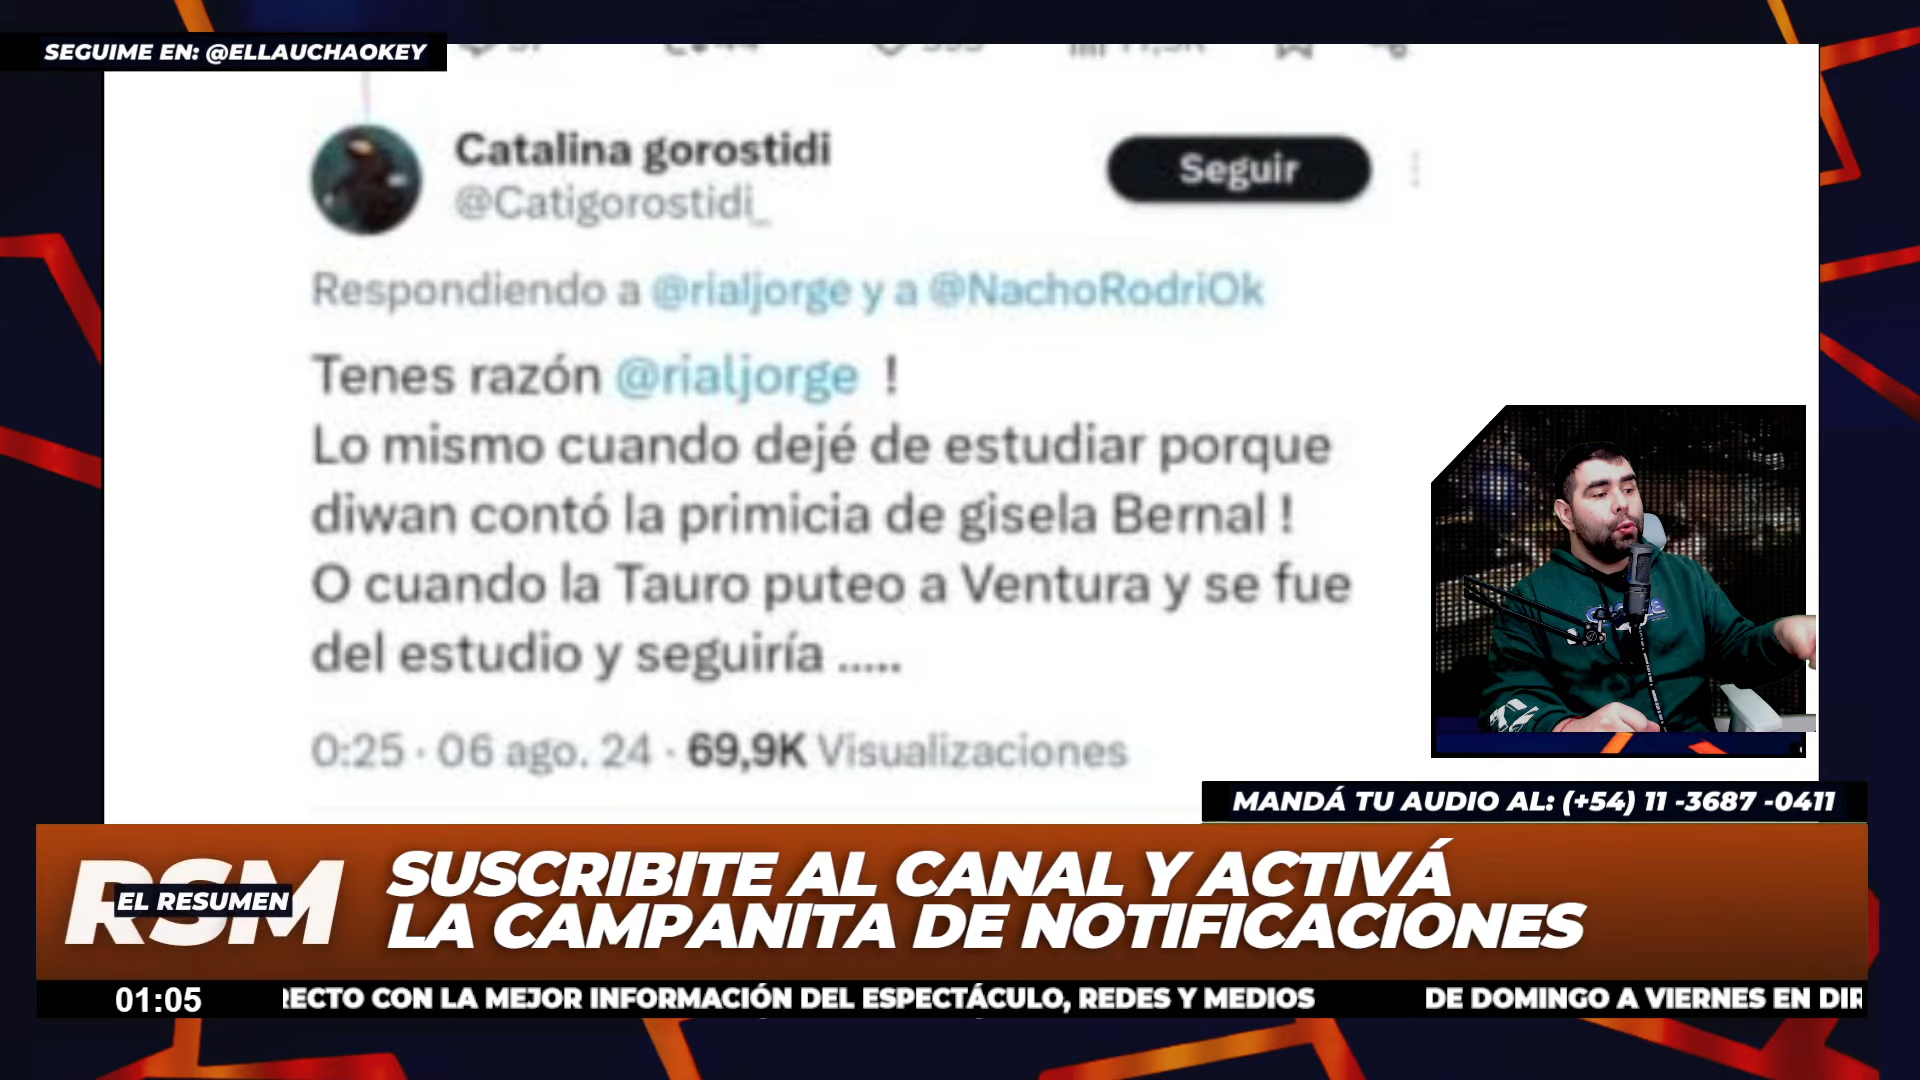 SEGUIME EN: @ELLAUCHAOKEY
Catalina gorostidi
@Catigorostidi_
Seguir
Respondiendo a @rialjorge y a @NachoRodriOk
Tenes razón @rialjorge !
Lo mismo cuando dejé de estudiar porque
diwan contó la primicia de gisela Bernal !
O cuando la Tauro puteo a Ventura y se fue
del estudio y seguiría .....
0:25 · 06 ago. 24 · 69,9K Visualizaciones
MANDÁ TU AUDIO AL: (+54) 11 -3687 -0411
RSM
EL RESUMEN
SUSCRIBITE AL CANAL Y ACTIVÁ
LA CAMPANITA DE NOTIFICACIONES
01:05
RECTO CON LA MEJOR INFORMACIÓN DEL ESPECTÁCULO, REDES Y MEDIOS DE DOMINGO A VIERNES EN DIR